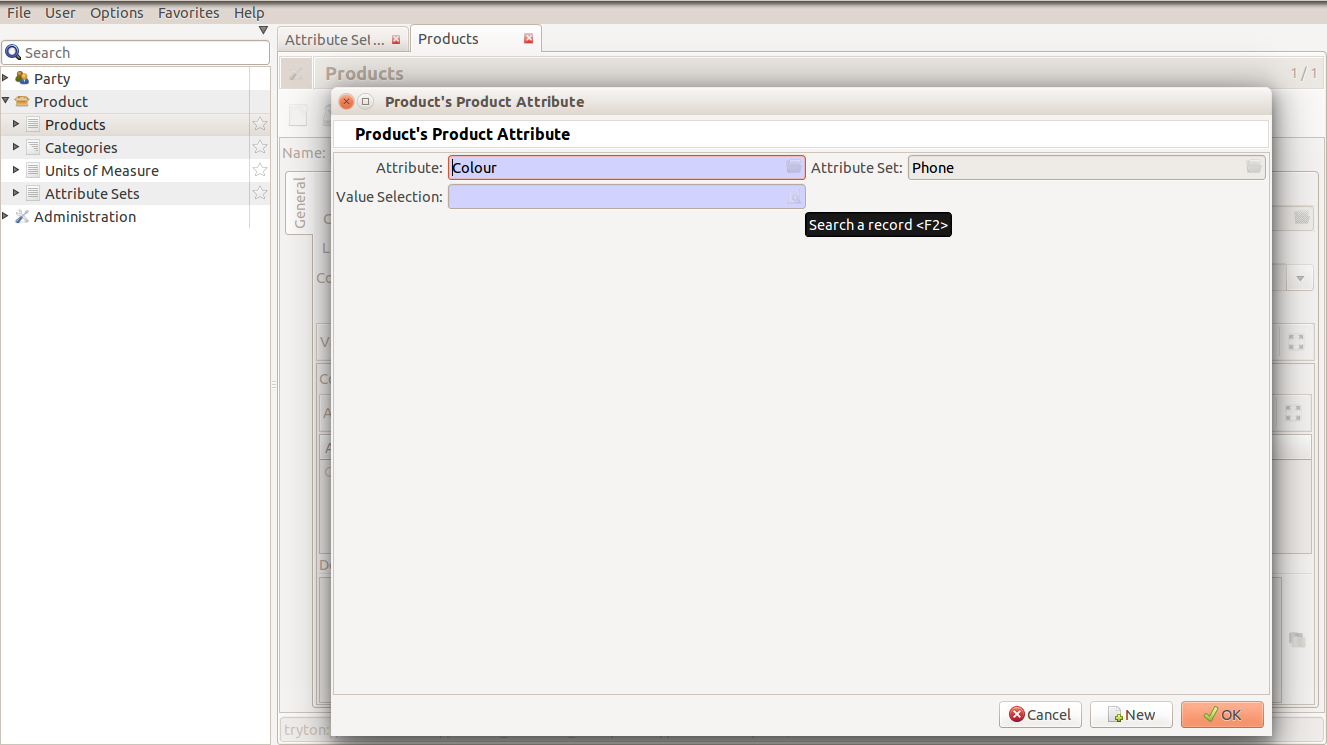 File User Options Favorites Help
Attribute Set... Products
Search
Party
Product
Products
Categories
Units of Measure
Attribute Sets
Administration
Products 1 / 1
Product's Product Attribute
Product's Product Attribute
Name:
General
Attribute: Colour Attribute Set: Phone
Value Selection:
Search a record <F2>
Cancel New OK
tryton: